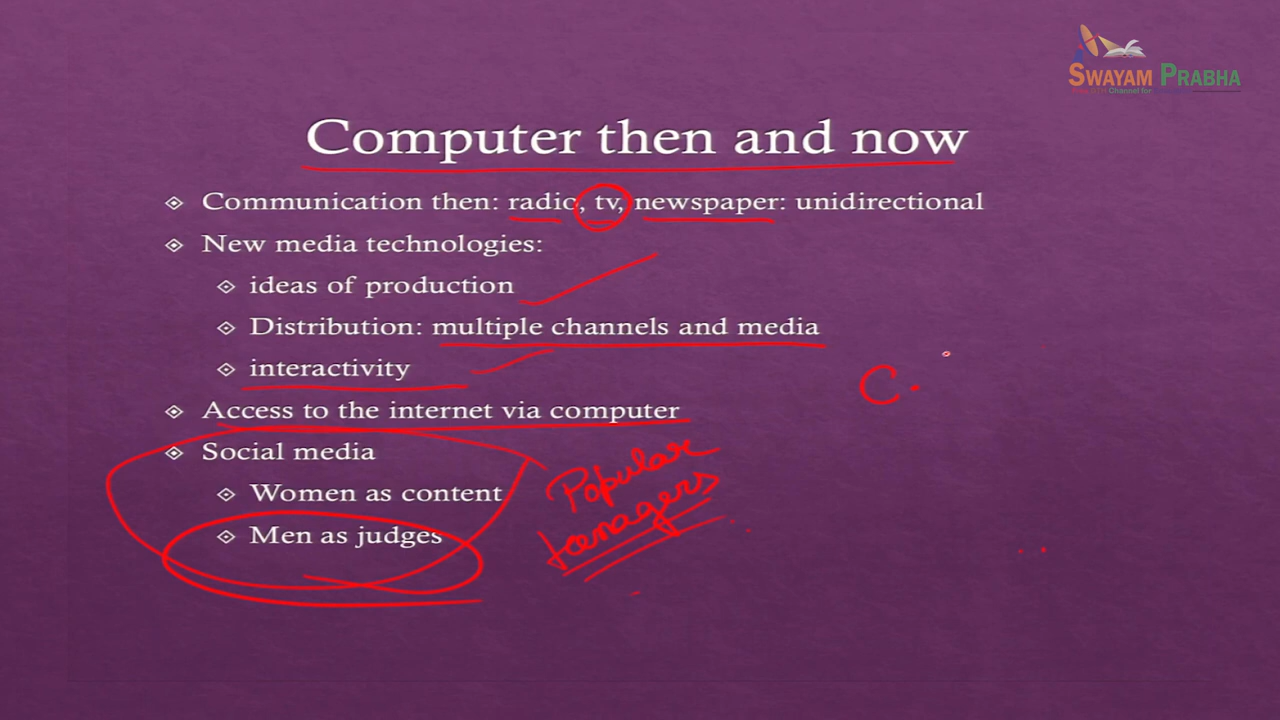 SWAYAM PRABHA
Computer then and now
Communication then: radio, tv, newspaper: unidirectional
New media technologies:
ideas of production
Distribution: multiple channels and media
interactivity
C.
Access to the internet via computer
Social media
Women as content
Men as judges
Popular
teenagers